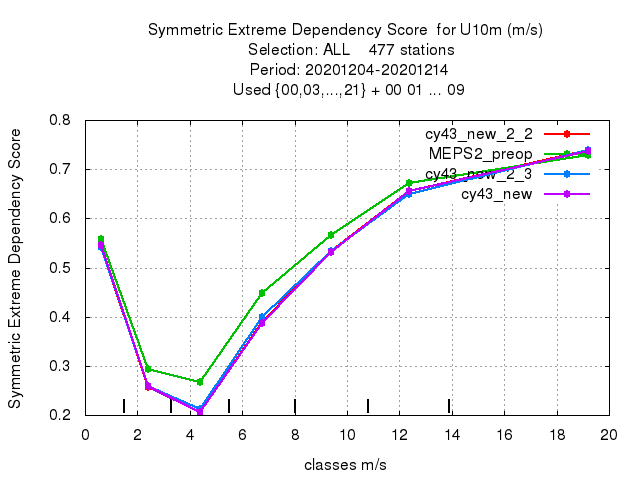 Symmetric Extreme Dependency Score for U10m (m/s)
Selection: ALL 477 stations
Period: 20201204-20201214
Used {00,03,...,21} + 00 01 ... 09
Symmetric Extreme Dependency Score
0.8
0.7
0.6
0.5
0.4
0.3
0.2
cy43_new_2_2
MEPS2_preop
cy43_new_2_3
cy43_new
0 2 4 6 8 10 12 14 16 18 20
classes m/s